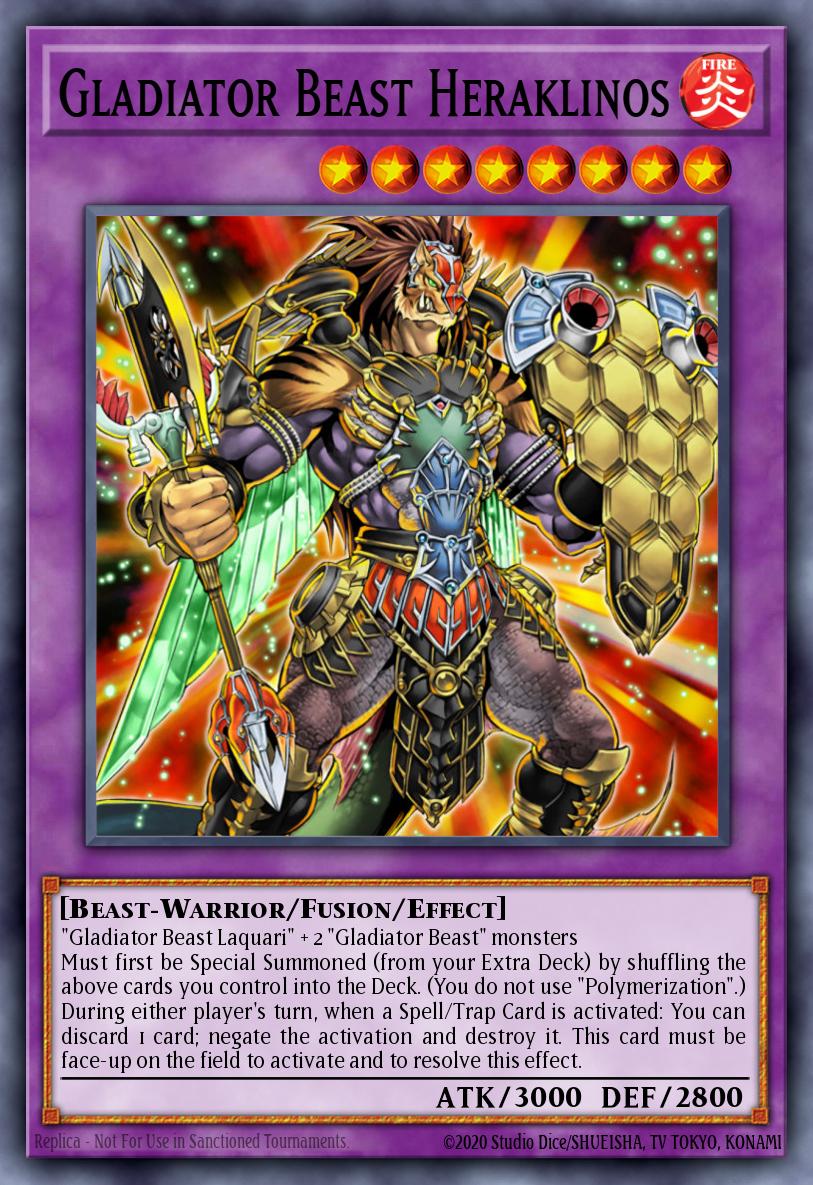 Gladiator Beast Heraklinos
FIRE
炎
[Beast-Warrior/Fusion/Effect]
"Gladiator Beast Laquari" + 2 "Gladiator Beast" monsters
Must first be Special Summoned (from your Extra Deck) by shuffling the
above cards you control into the Deck. (You do not use "Polymerization".)
During either player's turn, when a Spell/Trap Card is activated: You can
discard 1 card; negate the activation and destroy it. This card must be
face-up on the field to activate and to resolve this effect.
ATK/3000 DEF/2800
Replica - Not For Use in Sanctioned Tournaments.
©2020 Studio Dice/SHUEISHA, TV TOKYO, KONAMI